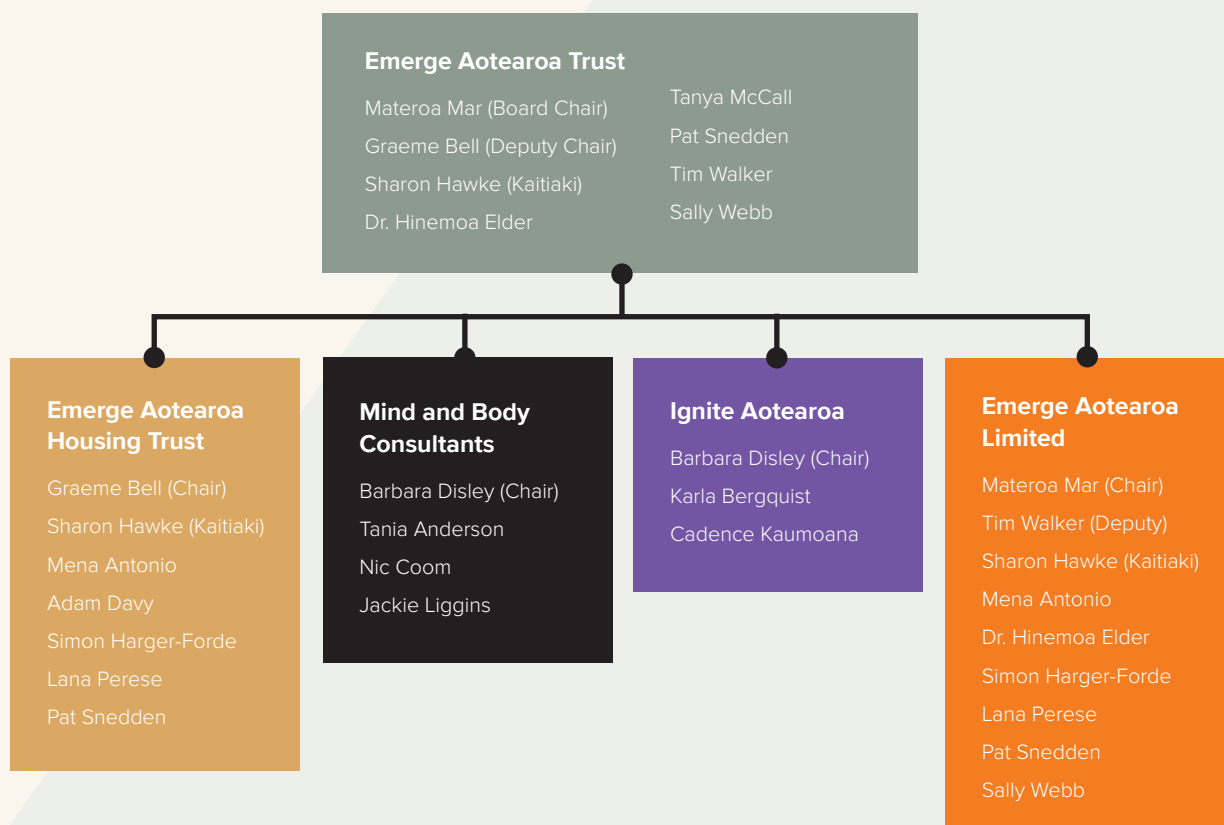 Emerge Aotearoa Trust
Materoa Mar (Board Chair)
Graeme Bell (Deputy Chair)
Sharon Hawke (Kaitiaki)
Dr. Hinemoa Elder
Tanya McCall
Pat Snedden
Tim Walker
Sally Webb
Emerge Aotearoa
Housing Trust
Graeme Bell (Chair)
Sharon Hawke (Kaitiaki)
Mena Antonio
Adam Davy
Simon Harger-Forde
Lana Perese
Pat Snedden
Mind and Body
Consultants
Barbara Disley (Chair)
Tania Anderson
Nic Coom
Jackie Liggins
Ignite Aotearoa
Barbara Disley (Chair)
Karla Bergquist
Cadence Kaumoana
Emerge Aotearoa
Limited
Materoa Mar (Chair)
Tim Walker (Deputy)
Sharon Hawke (Kaitiaki)
Mena Antonio
Dr. Hinemoa Elder
Simon Harger-Forde
Lana Perese
Pat Snedden
Sally Webb